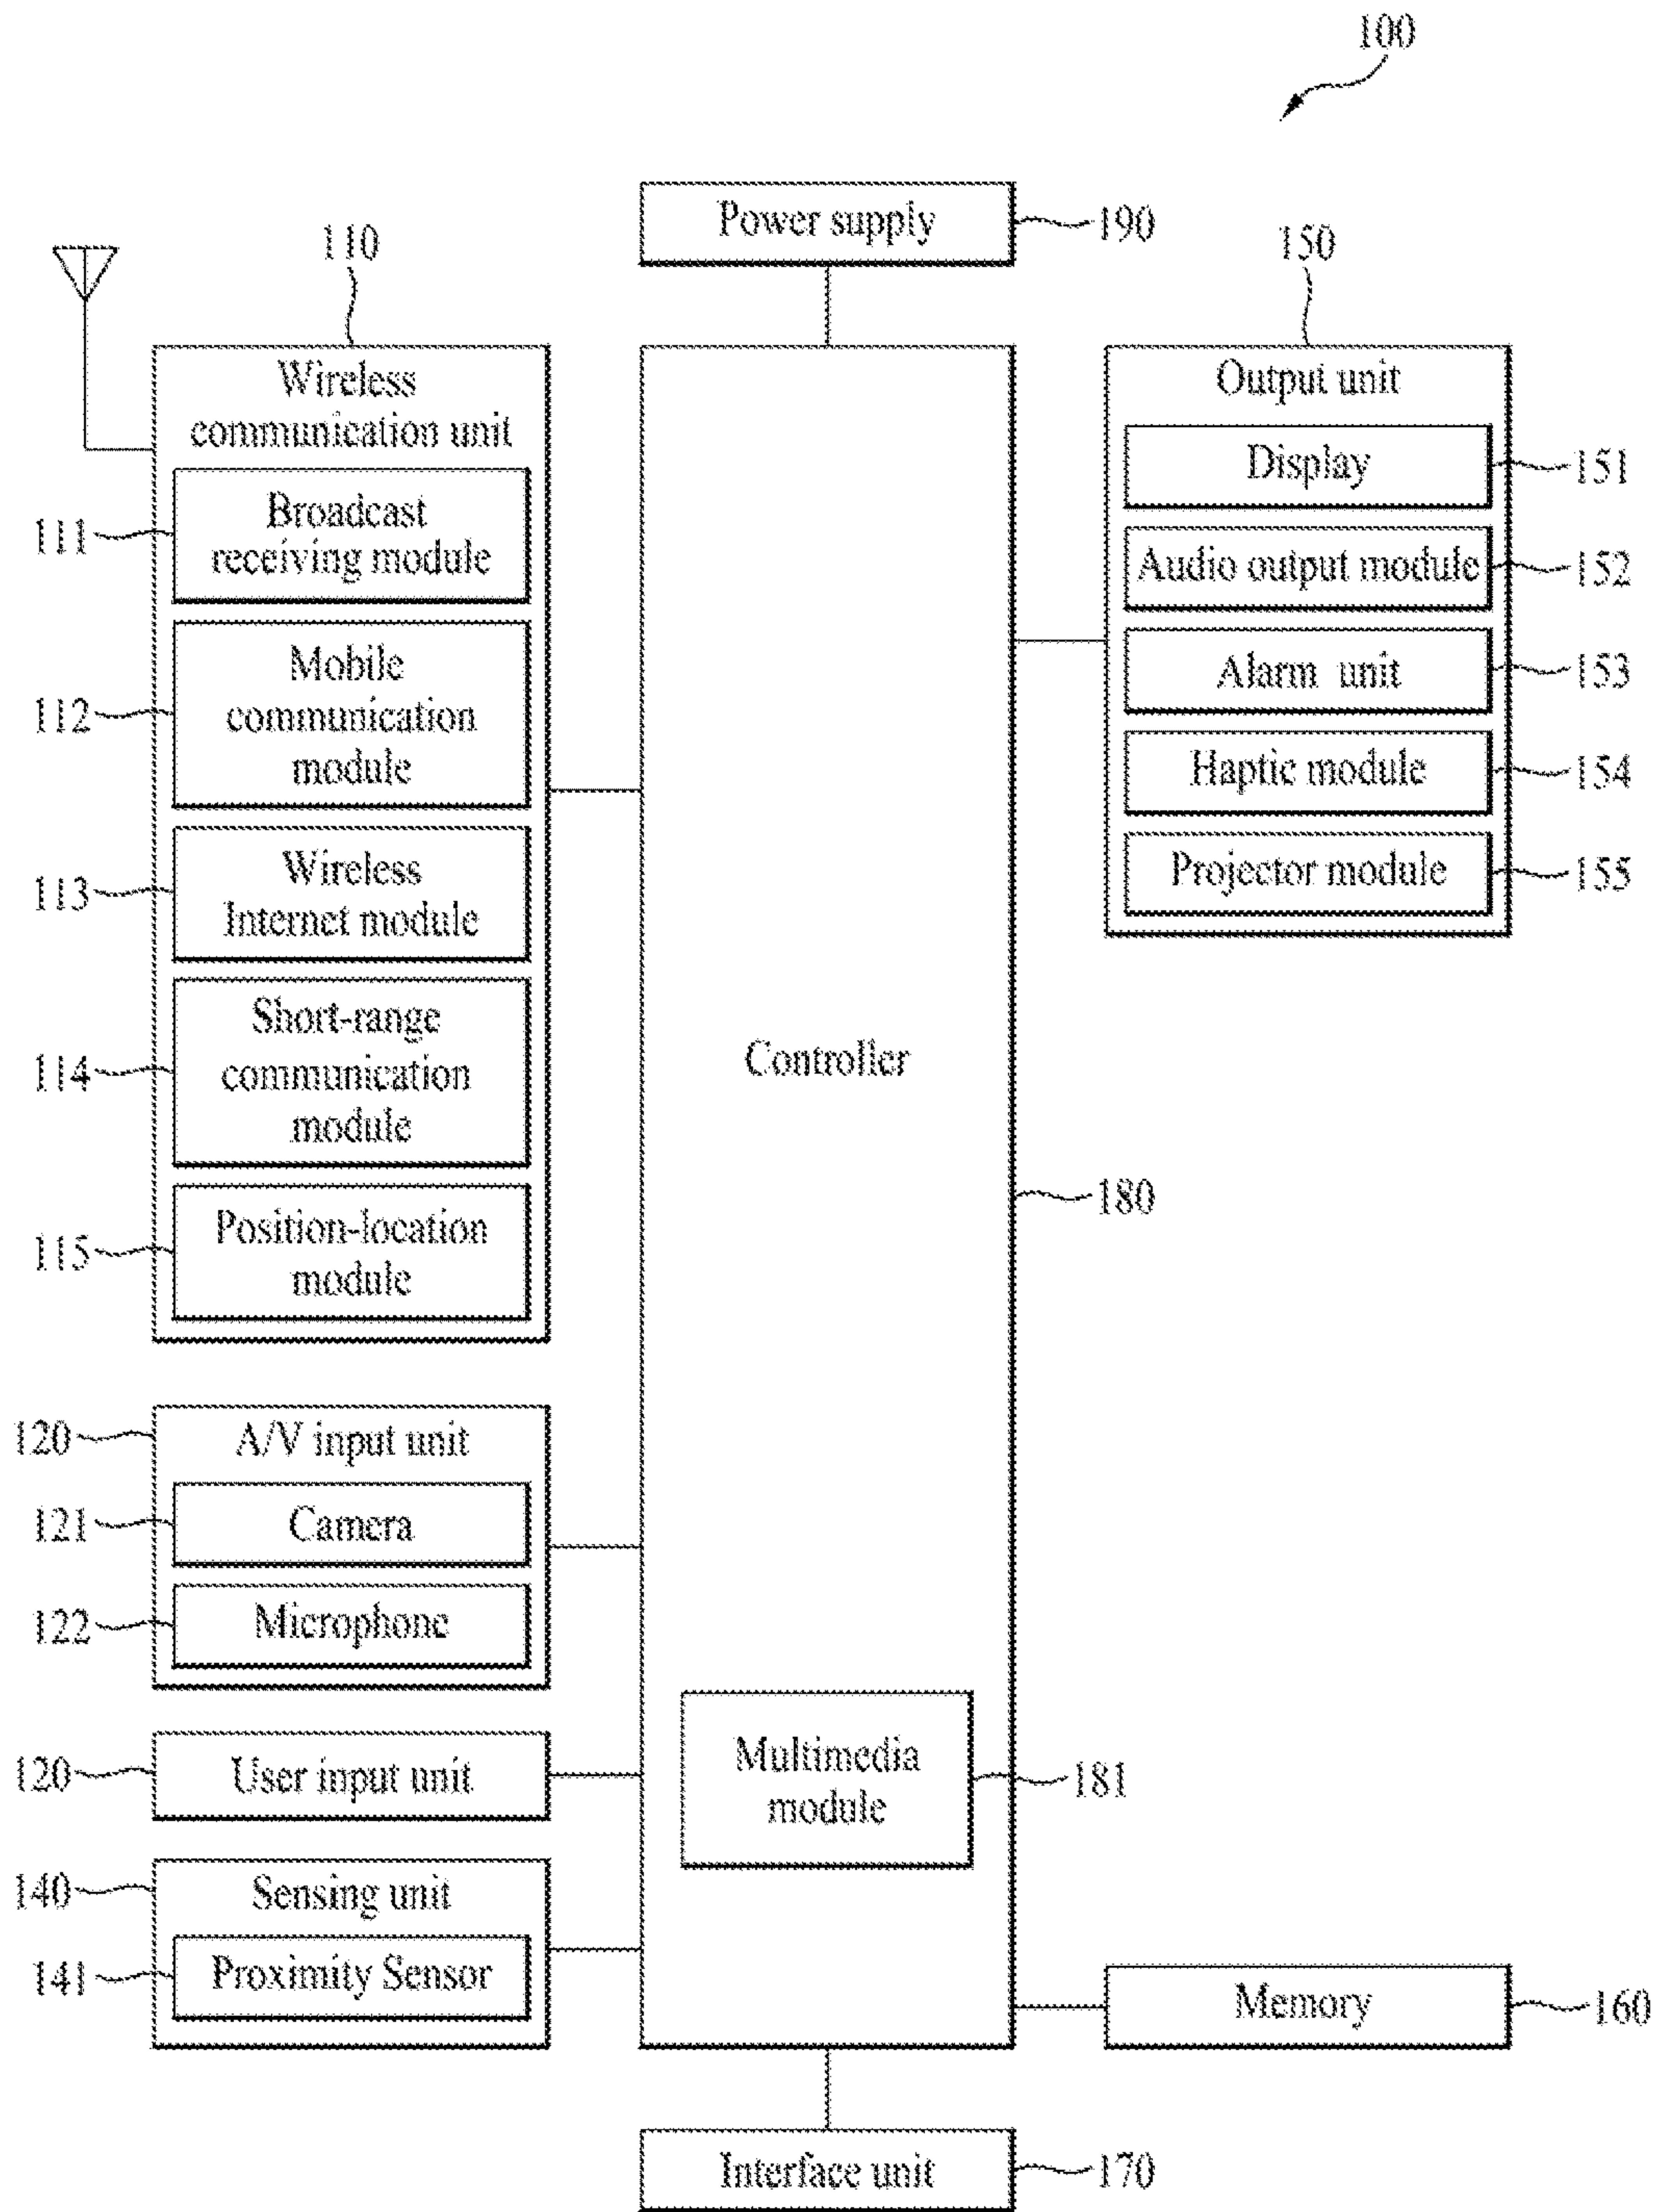 100
Power supply
190
110
Wireless
communication unit
111
Broadcast
receiving module
112
Mobile
communication
module
113
Wireless
Internet module
114
Short-range
communication
module
115
Position-location
module
120
A/V input unit
121
Camera
122
Microphone
120
User input unit
140
Sensing unit
141
Proximity Sensor
Controller
180
Multimedia
module
181
150
Output unit
Display
151
Audio output module
152
Alarm unit
153
Haptic module
154
Projector module
155
Memory
160
Interface unit
170